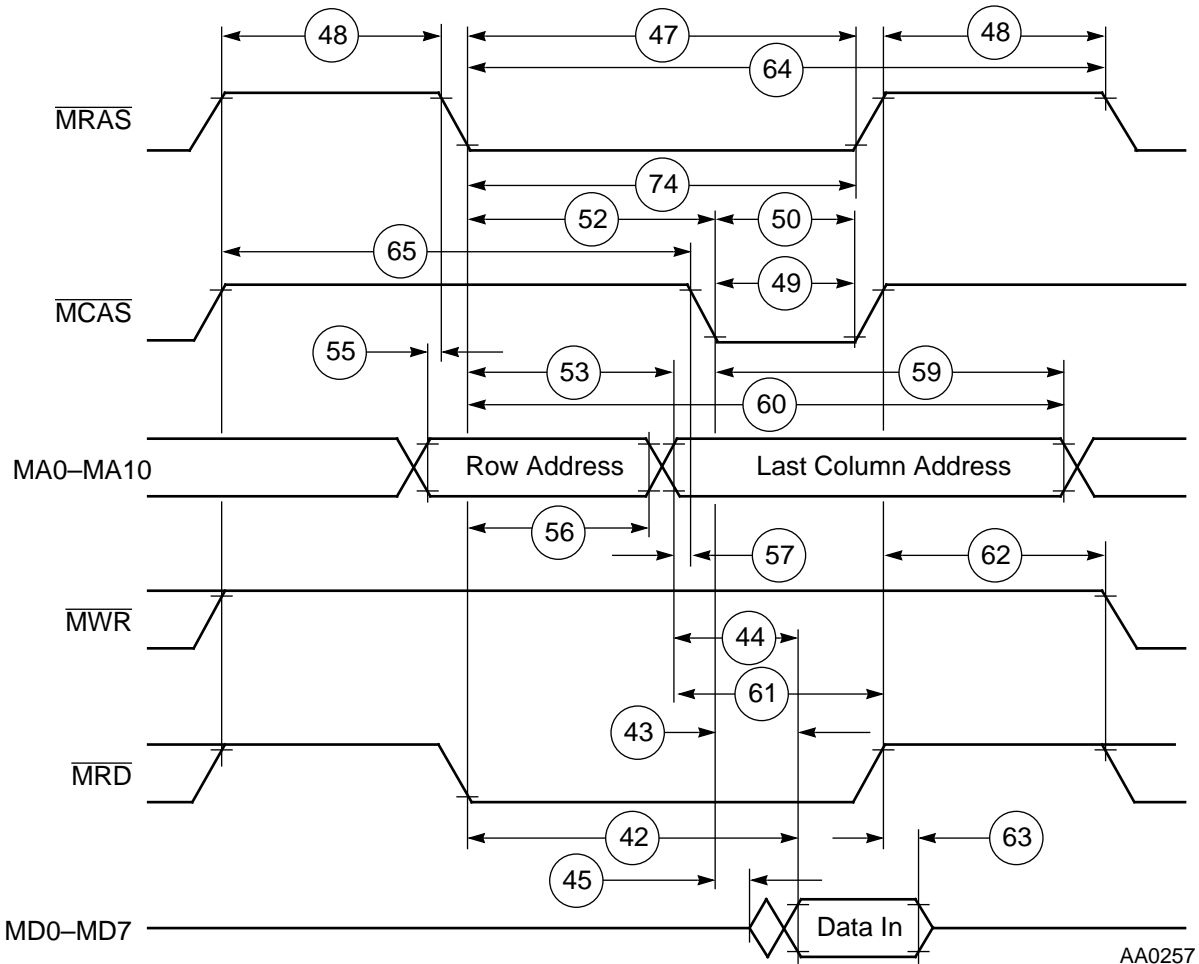 48
47
48
64
MRAS
74
52
50
65
49
MCAS
55
53
59
60
MA0–MA10
Row Address
Last Column Address
56
57
62
MWR
44
61
43
MRD
42
63
45
MD0–MD7
Data In
AA0257